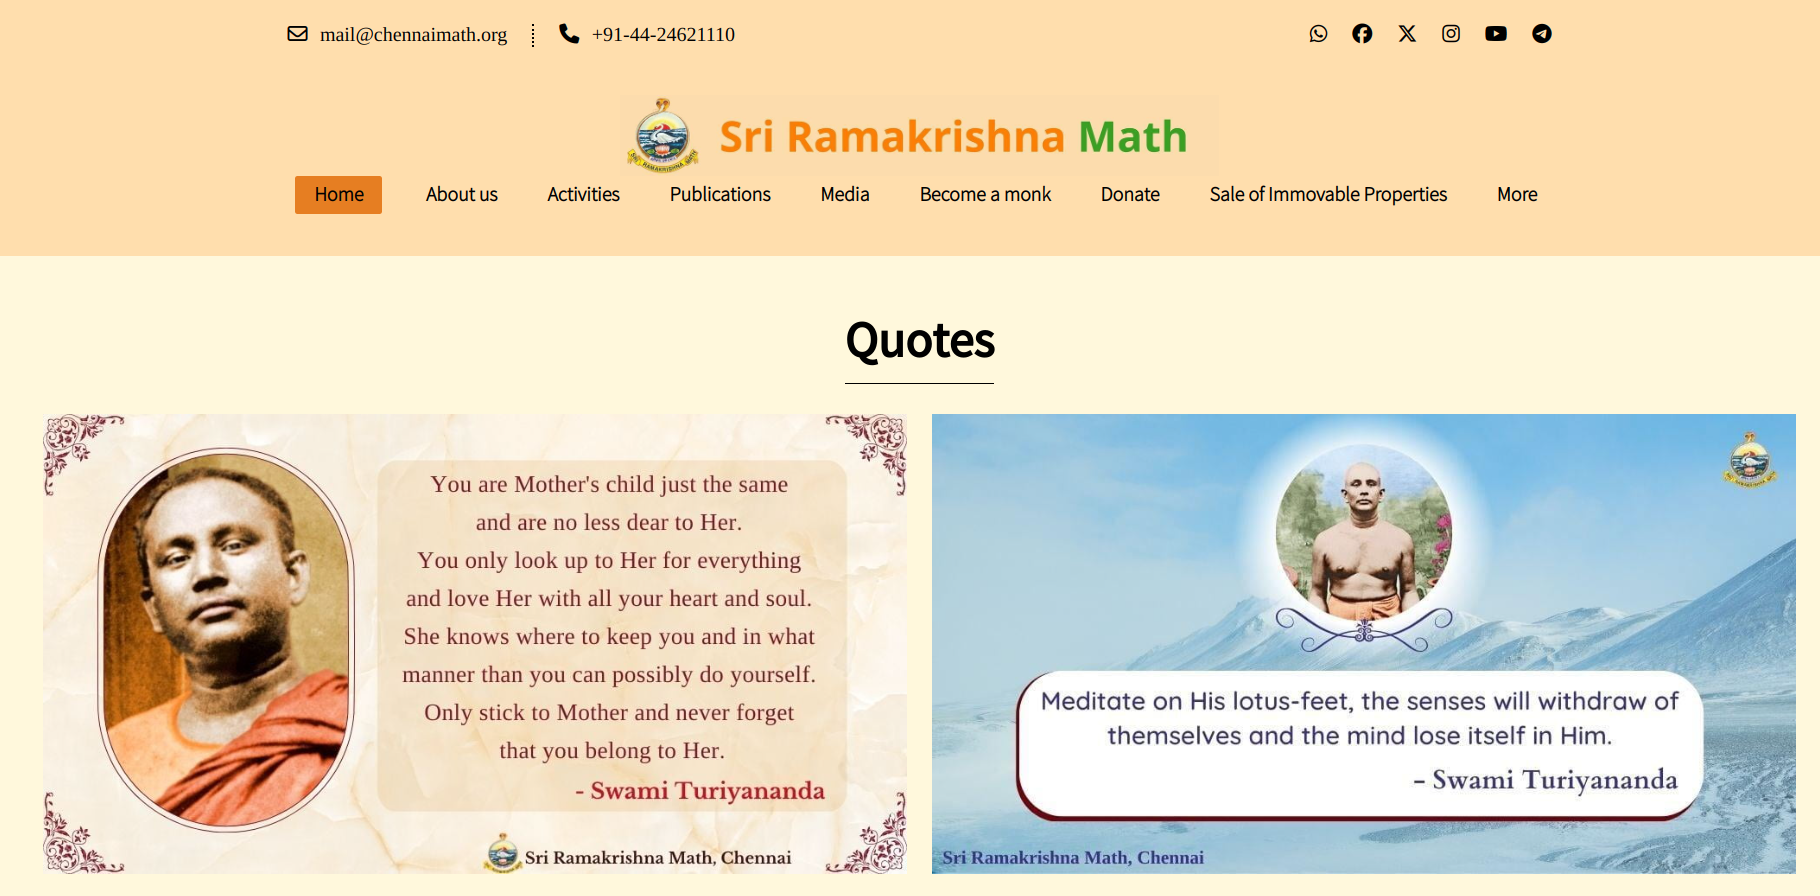 mail@chennaimath.org
+91-44-24621110
Sri Ramakrishna Math
Home
About us
Activities
Publications
Media
Become a monk
Donate
Sale of Immovable Properties
More
Quotes
You are Mother's child just the same
and are no less dear to Her.
You only look up to Her for everything
and love Her with all your heart and soul.
She knows where to keep you and in what
manner than you can possibly do yourself.
Only stick to Mother and never forget
that you belong to Her.
- Swami Turiyananda
Sri Ramakrishna Math, Chennai
Meditate on His lotus-feet, the senses will withdraw of
themselves and the mind lose itself in Him.
- Swami Turiyananda
Sri Ramakrishna Math, Chennai